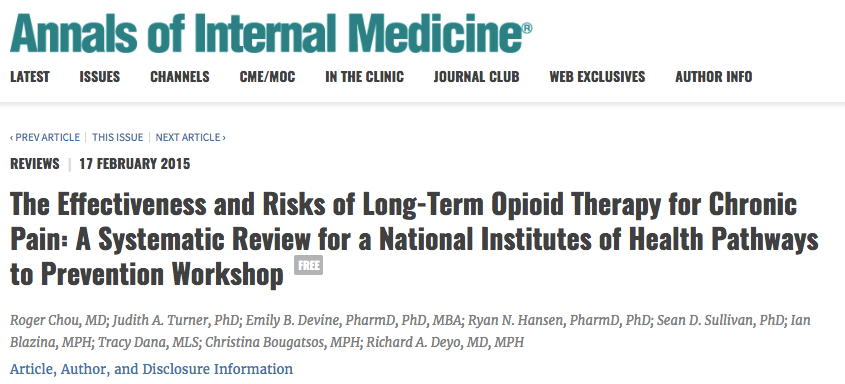 Annals of Internal Medicine®
LATEST ISSUES CHANNELS CME/MOC IN THE CLINIC JOURNAL CLUB WEB EXCLUSIVES AUTHOR INFO
‹ PREV ARTICLE | THIS ISSUE | NEXT ARTICLE ›
REVIEWS | 17 FEBRUARY 2015
The Effectiveness and Risks of Long-Term Opioid Therapy for Chronic
Pain: A Systematic Review for a National Institutes of Health Pathways
to Prevention Workshop FREE
Roger Chou, MD; Judith A. Turner, PhD; Emily B. Devine, PharmD, PhD, MBA; Ryan N. Hansen, PharmD, PhD; Sean D. Sullivan, PhD; Ian
Blazina, MPH; Tracy Dana, MLS; Christina Bougatsos, MPH; Richard A. Deyo, MD, MPH
Article, Author, and Disclosure Information